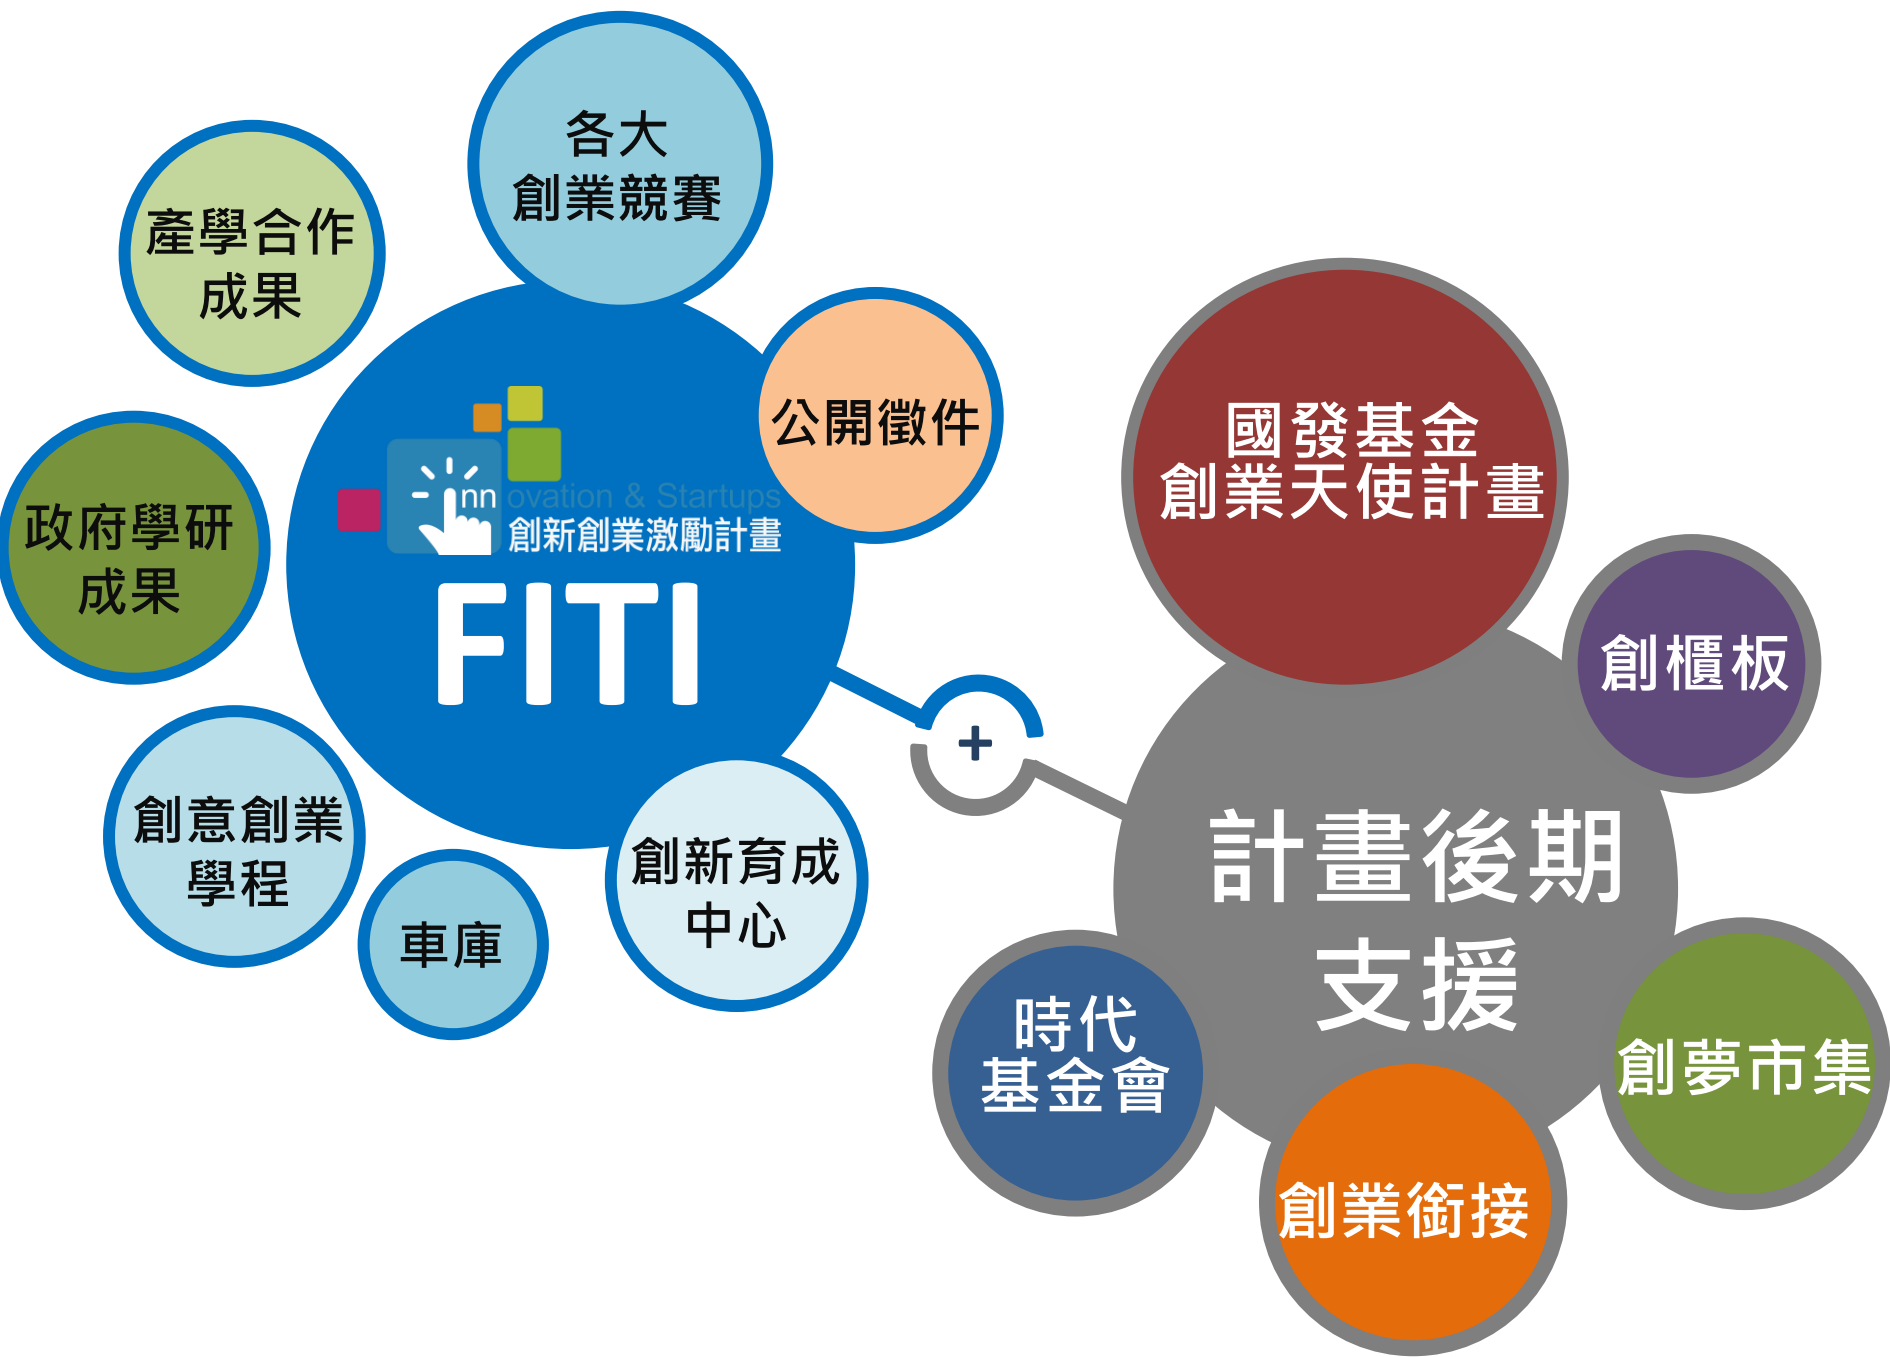 各大
創業競賽
產學合作
成果
公開徵件
政府學研
成果
innovation & Startups
創新創業激勵計畫
FITI
創意創業
學程
車庫
創新育成
中心
+
國發基金
創業天使計畫
創櫃板
計畫後期
支援
時代
基金會
創夢市集
創業銜接